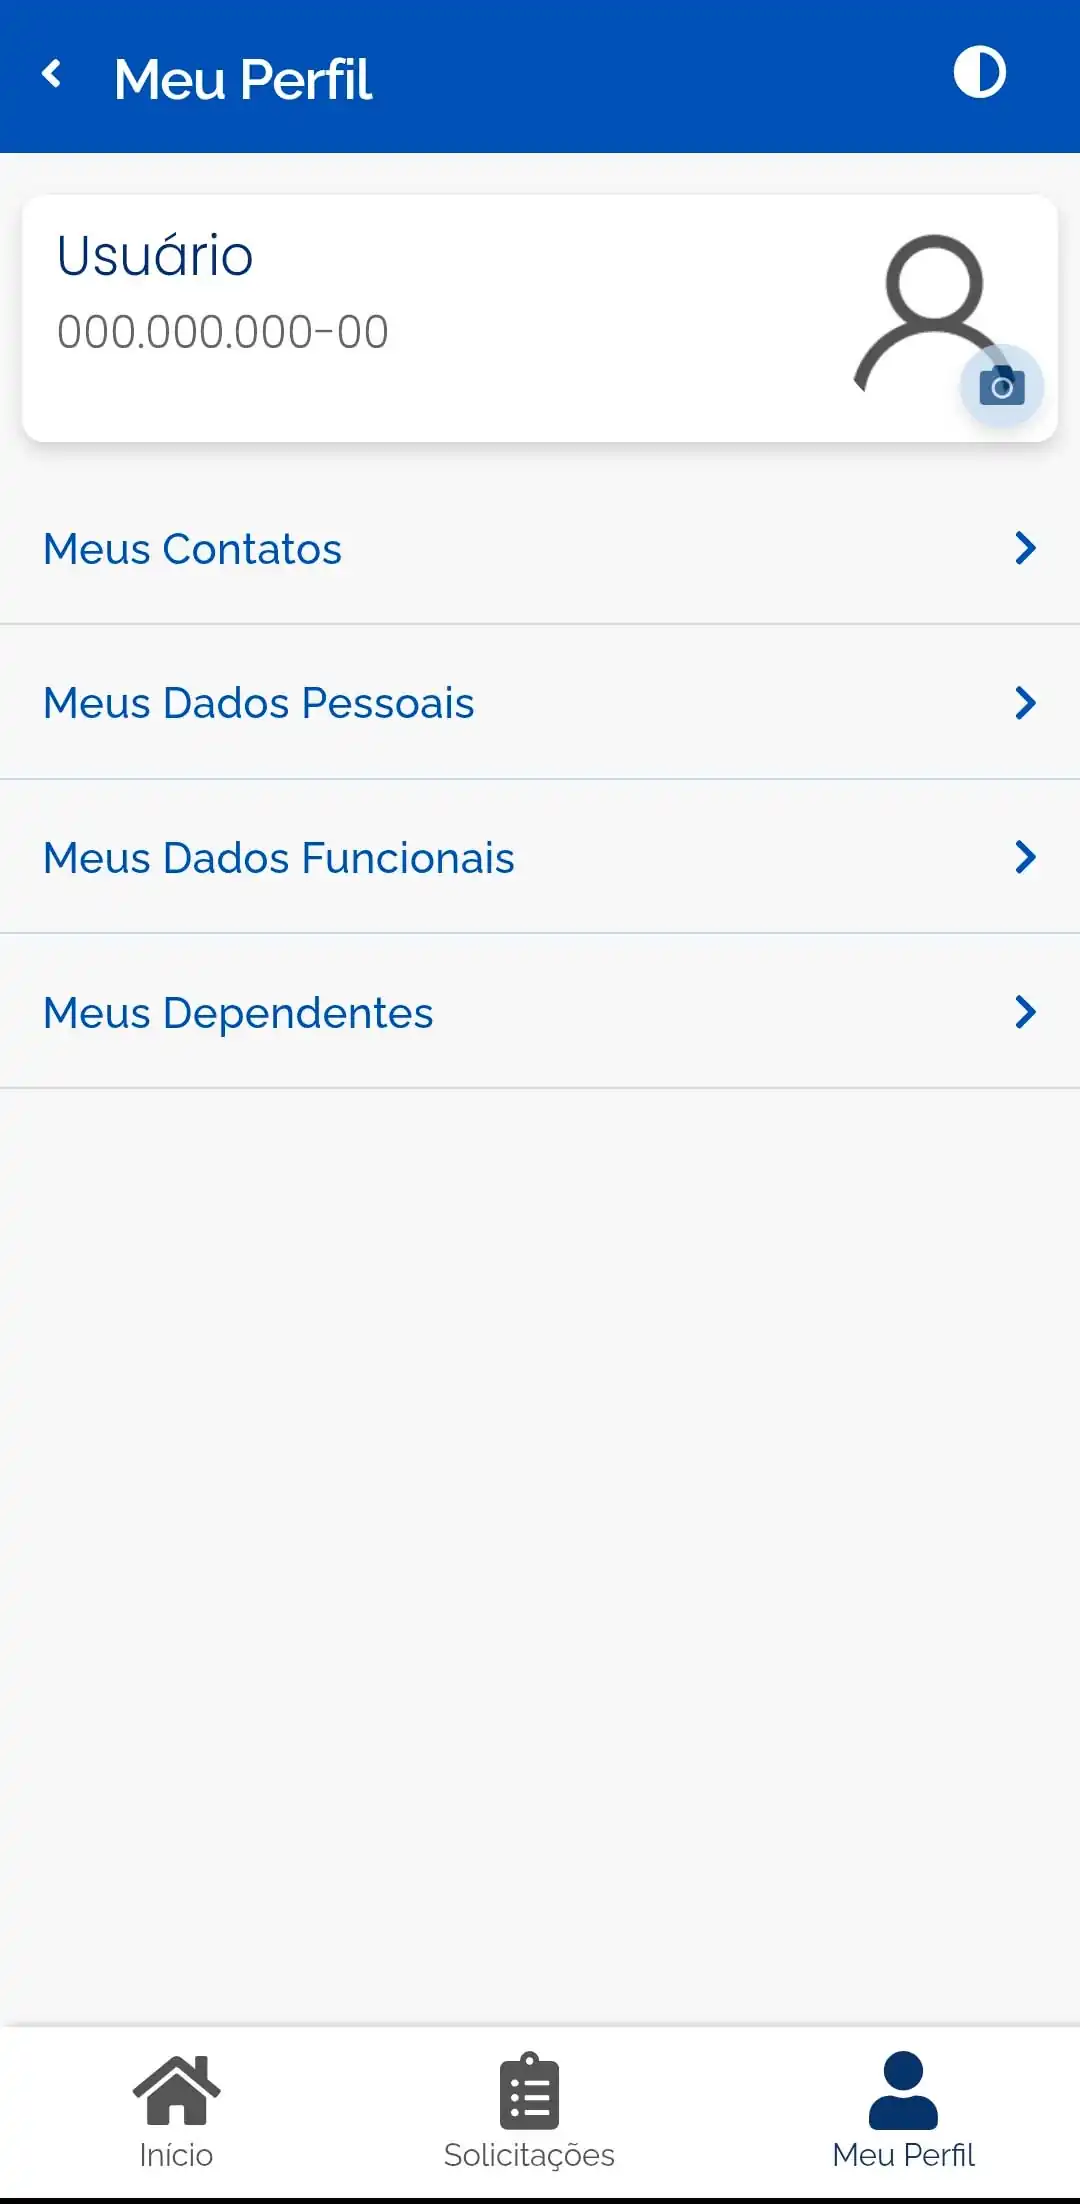 Meu Perfil
Usuário
000.000.000-00
Meus Contatos
Meus Dados Pessoais
Meus Dados Funcionais
Meus Dependentes
Início
Solicitações
Meu Perfil